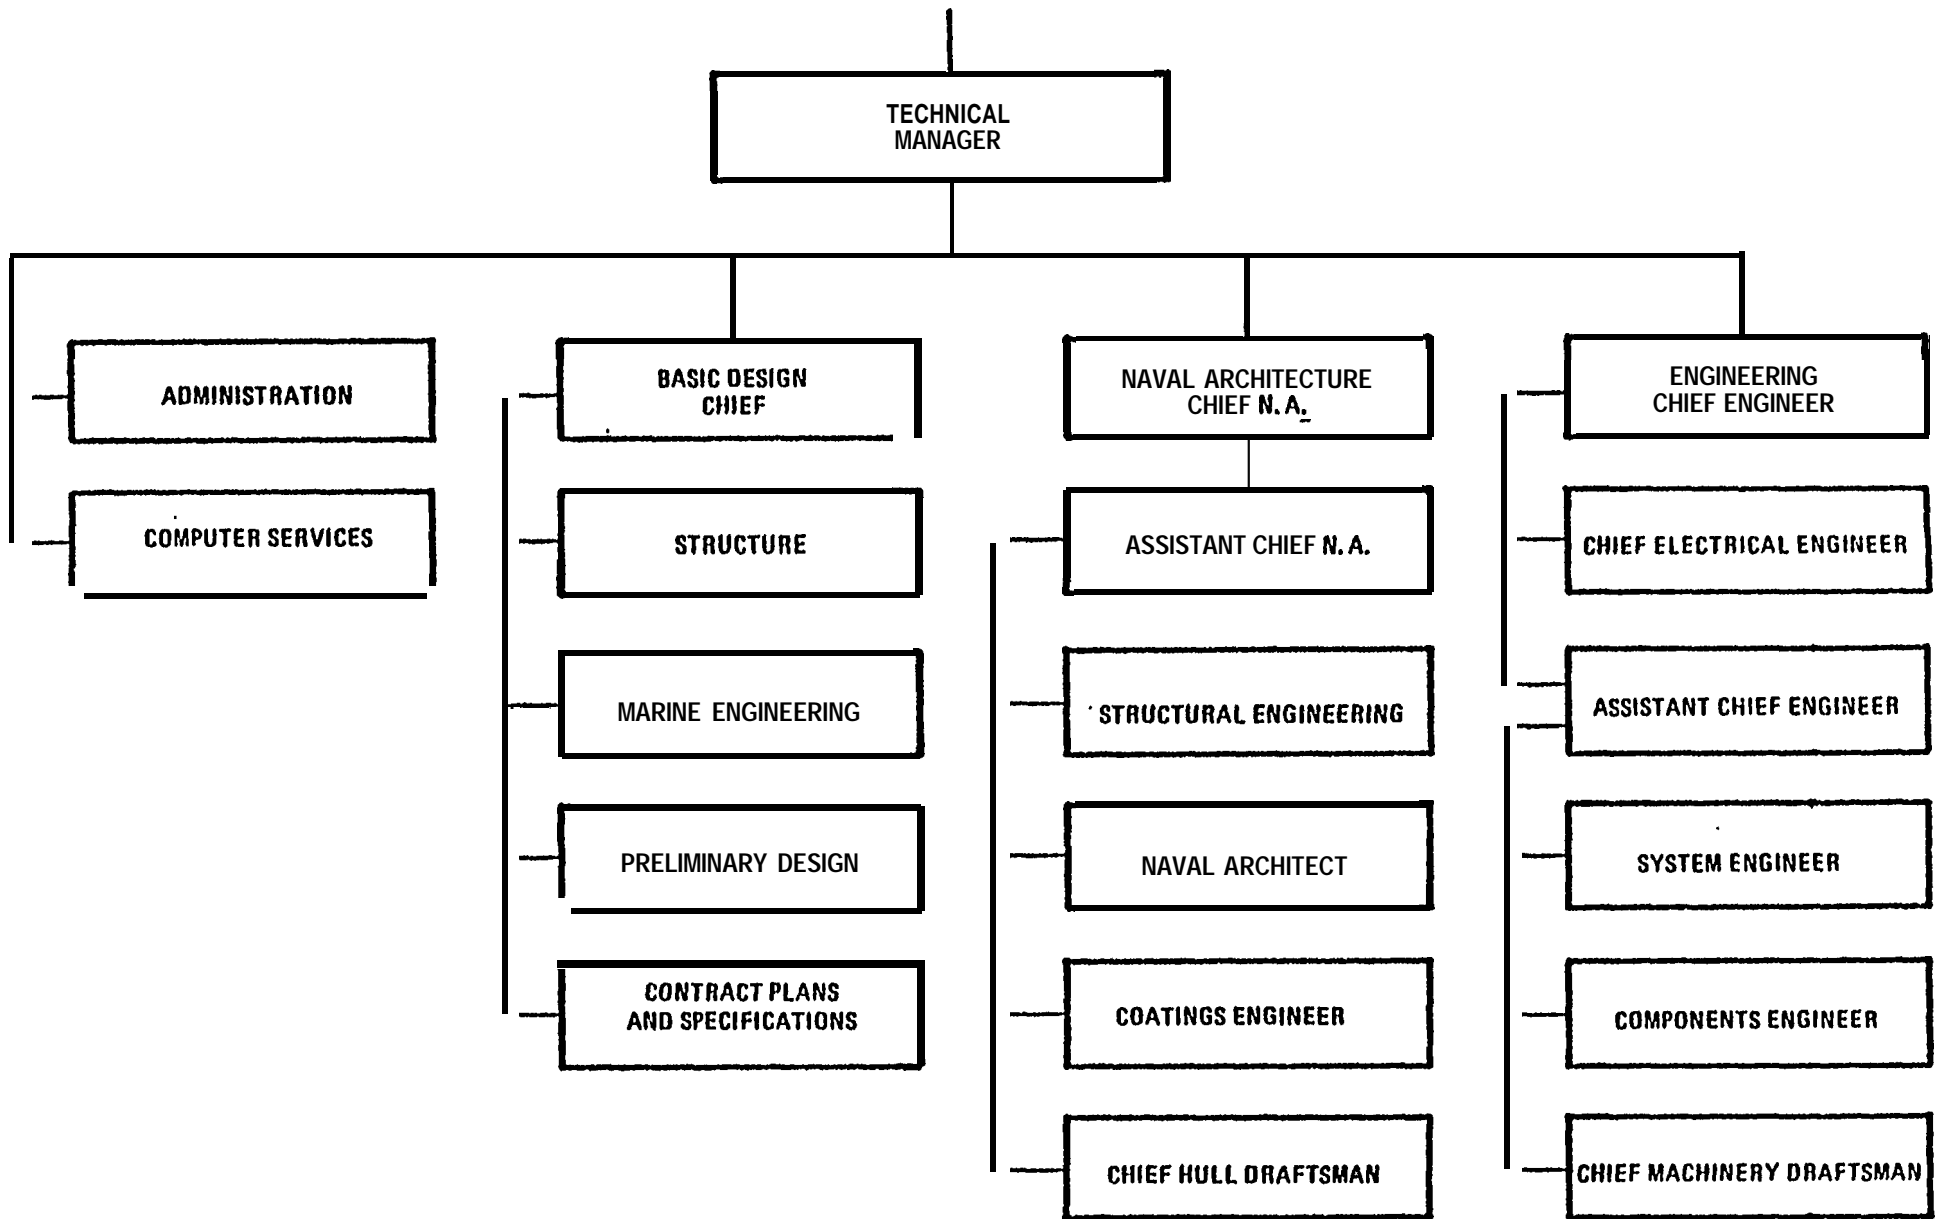 TECHNICAL
MANAGER
ADMINISTRATION
COMPUTER SERVICES
BASIC DESIGN
CHIEF
STRUCTURE
MARINE ENGINEERING
PRELIMINARY DESIGN
CONTRACT PLANS
AND SPECIFICATIONS
NAVAL ARCHITECTURE
CHIEF N.A.
ASSISTANT CHIEF N.A.
STRUCTURAL ENGINEERING
NAVAL ARCHITECT
COATINGS ENGINEER
CHIEF HULL DRAFTSMAN
ENGINEERING
CHIEF ENGINEER
CHIEF ELECTRICAL ENGINEER
ASSISTANT CHIEF ENGINEER
SYSTEM ENGINEER
COMPONENTS ENGINEER
CHIEF MACHINERY DRAFTSMAN